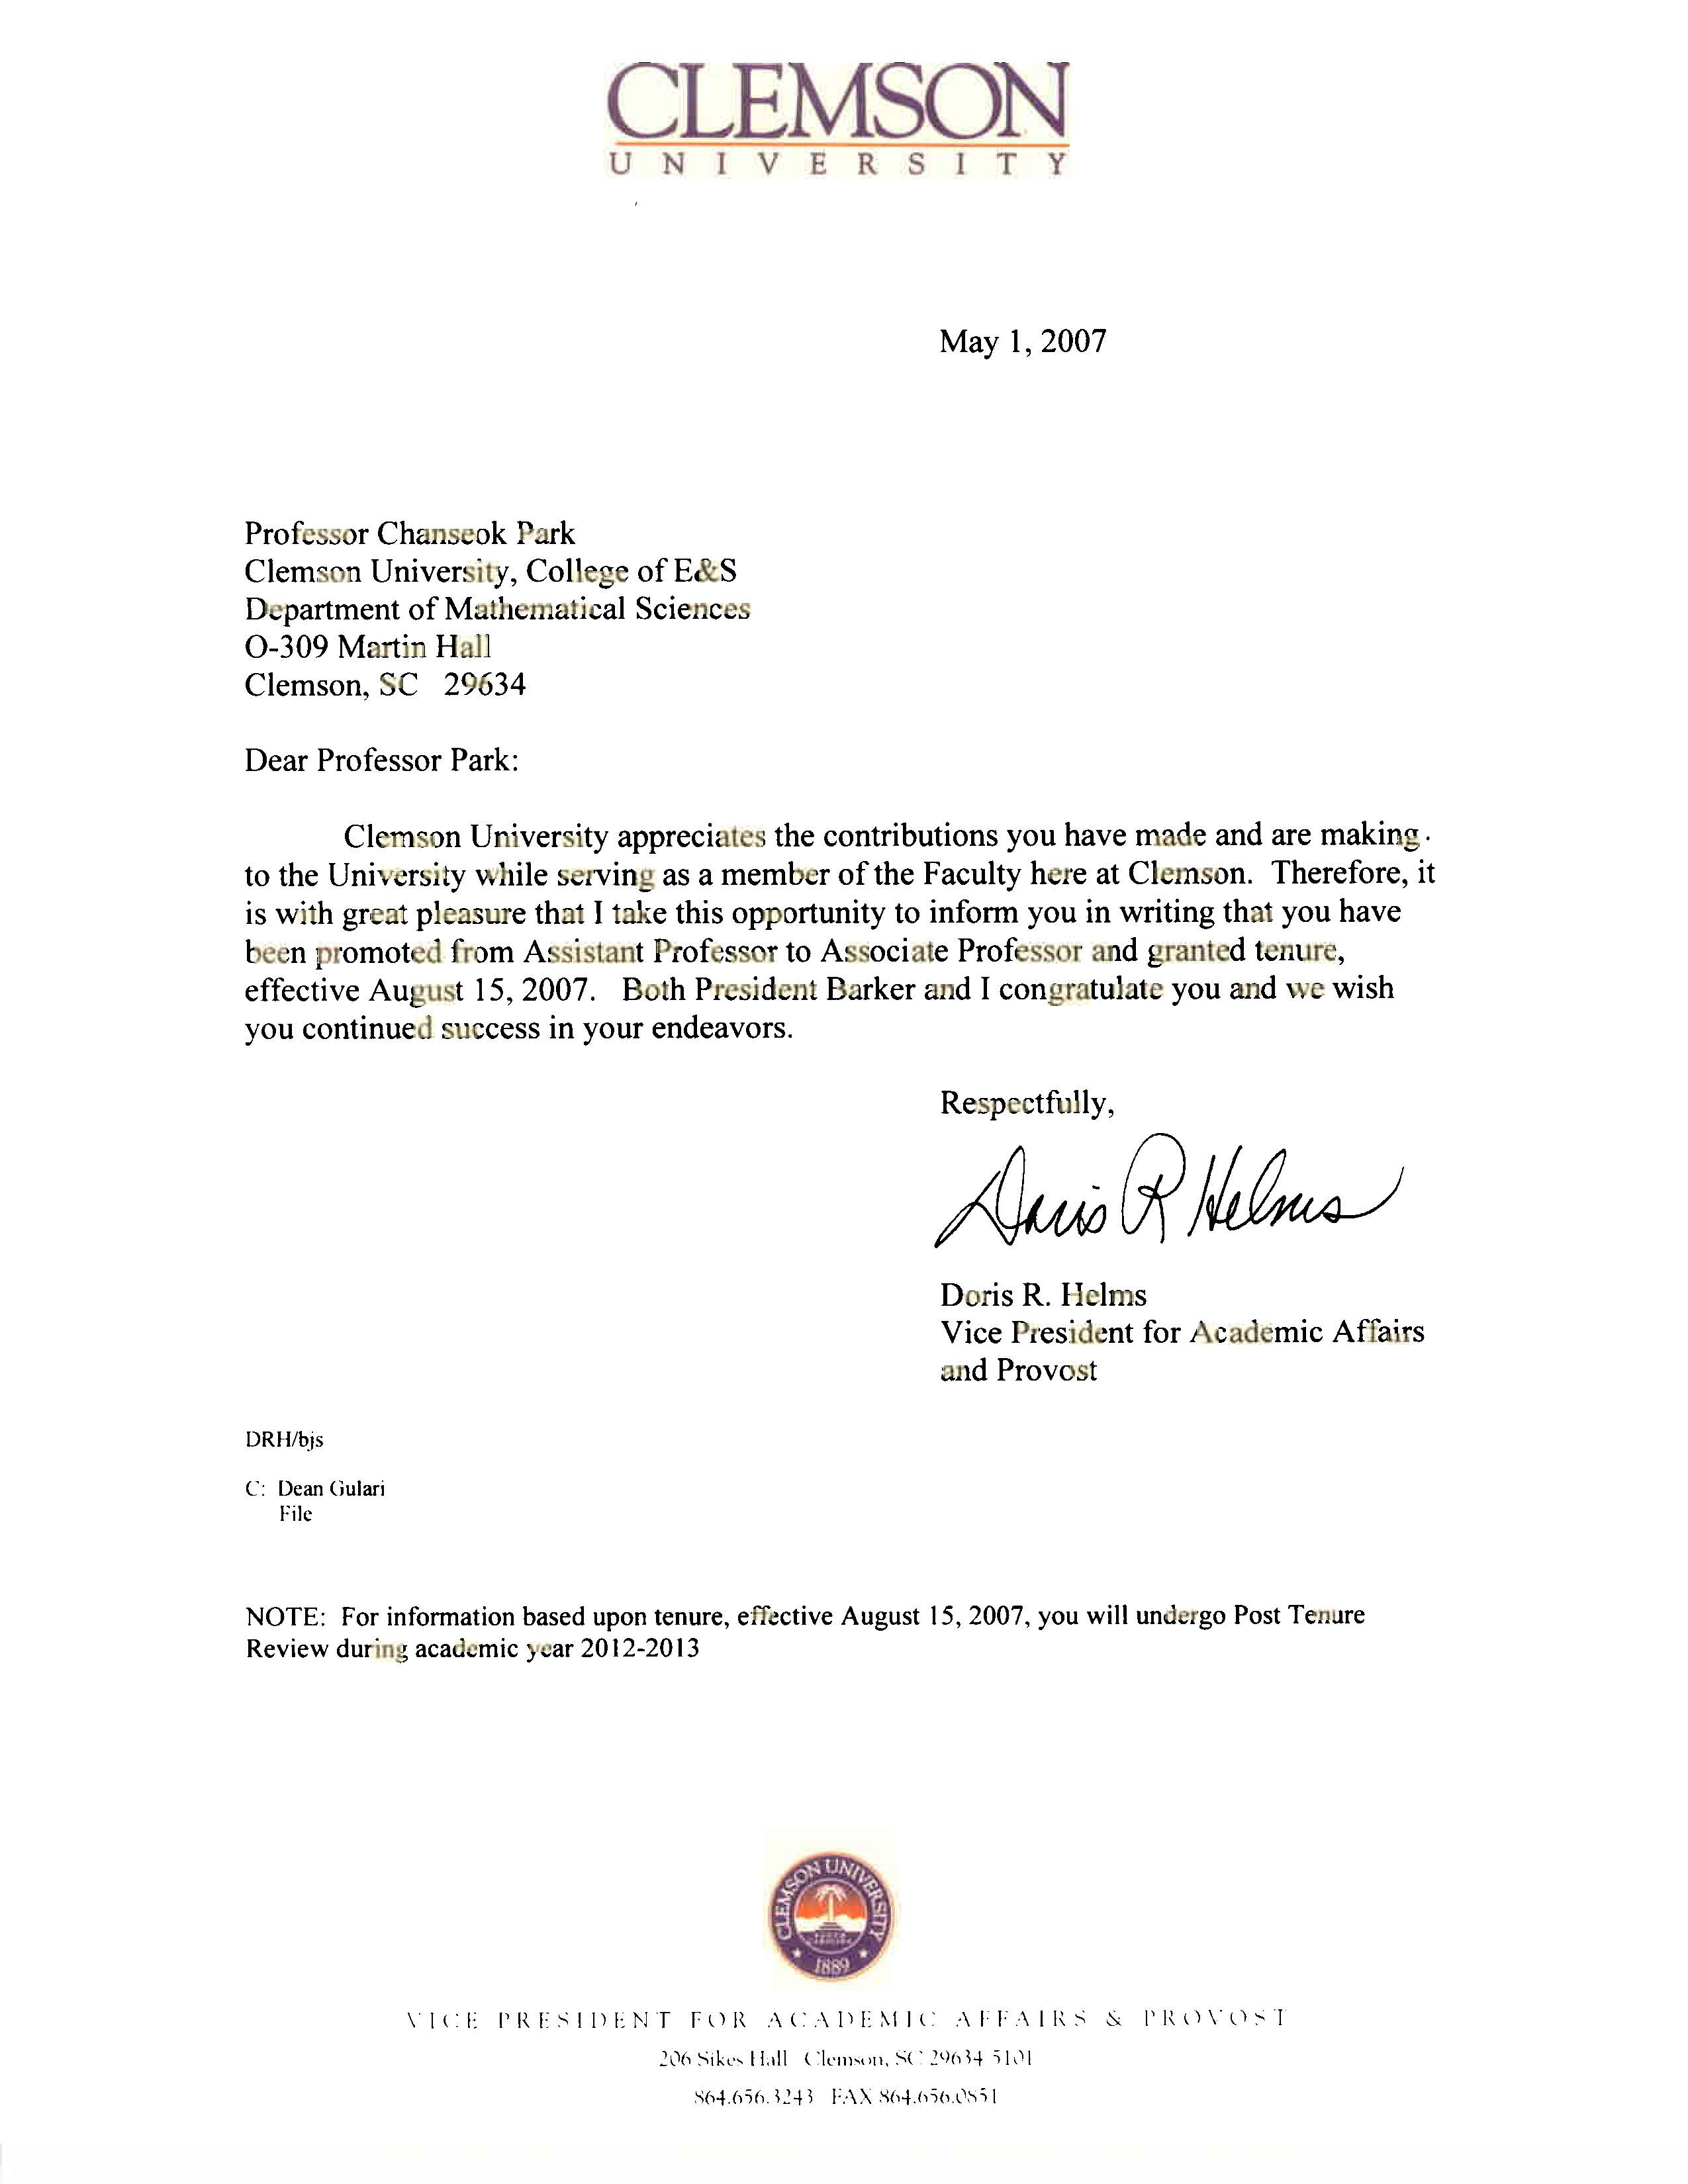 CLEMSON
UNIVERSITY
May 1, 2007
Professor Chanseok Park
Clemson University, College of E&S
Department of Mathematical Sciences
O-309 Martin Hall
Clemson, SC 29634
Dear Professor Park:
Clemson University appreciates the contributions you have made and are making
to the University while serving as a member of the Faculty here at Clemson. Therefore, it
is with great pleasure that I take this opportunity to inform you in writing that you have
been promoted from Assistant Professor to Associate Professor and granted tenure,
effective August 15, 2007. Both President Barker and I congratulate you and we wish
you continued success in your endeavors.
Respectfully,
Doris R Helms
Doris R. Helms
Vice President for Academic Affairs
and Provost
DRH/bjs
C: Dean Gulari
File
NOTE: For information based upon tenure, effective August 15, 2007, you will undergo Post Tenure
Review during academic year 2012-2013
CLEMSON UNIVERSITY
1889
VICE PRESIDENT FOR ACADEMIC AFFAIRS & PROVOST
206 Sikes Hall Clemson, SC 29634 5101
864.656.3243 FAX 864.656.0851